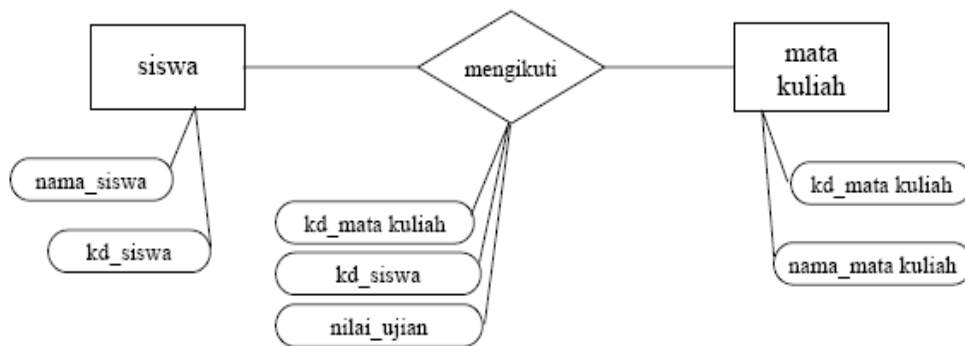 siswa
mengikuti
mata
kuliah
nama_siswa
kd_siswa
kd_mata kuliah
kd_siswa
nilai_ujian
kd_mata kuliah
nama_mata kuliah